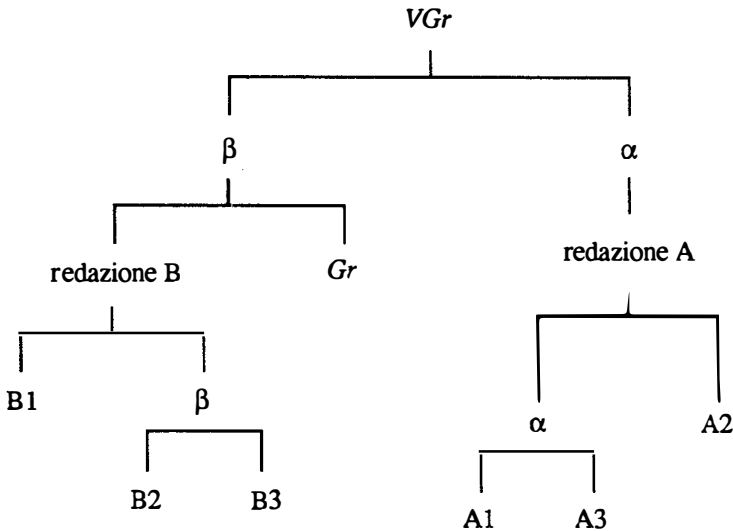 VGr
β α
redazione B Gr redazione A
B1 β α A2
B2 B3 A1 A3